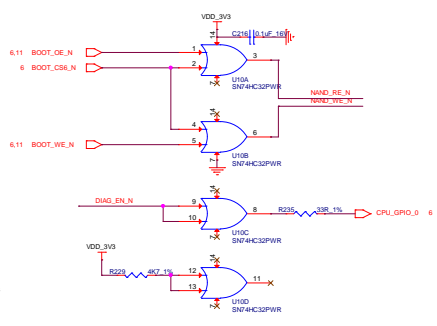 VDD_3V3
C216 0.1uF_16V
14
6,11 BOOT_OE_N 1
3
6 BOOT_CS6_N 2
7
U10A
SN74HC32PWR
NAND_RE_N
NAND_WE_N
14
4
6
6,11 BOOT_WE_N 5
7
U10B
SN74HC32PWR
14
DIAG_EN_N 9
8 R235 33R_1% CPU_GPIO_0 6
10
7
U10C
SN74HC32PWR
VDD_3V3
14
R229 4K7_1% 12
11
13
7
U10D
SN74HC32PWR